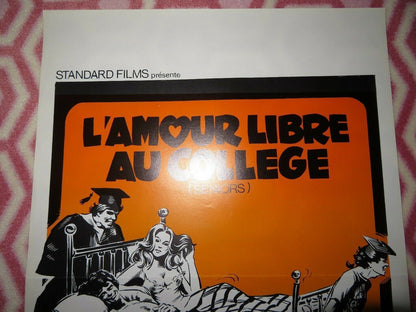 STANDARD FILMS présente
L'AMOUR LIBRE
AU COLLEGE
(SENIORS)